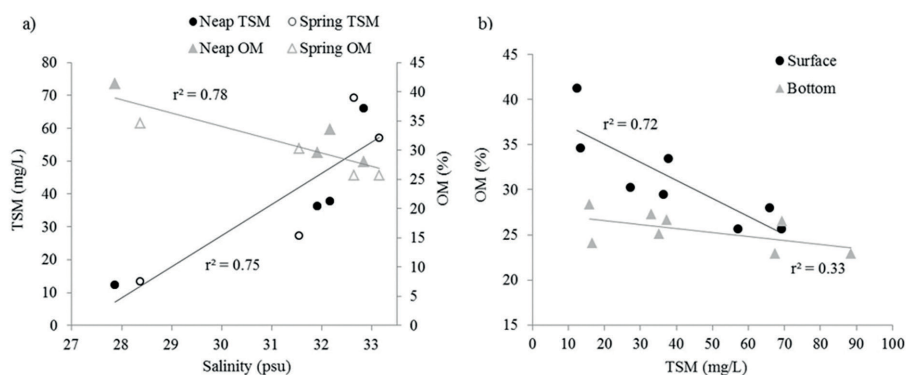 a)
Neap TSM
Spring TSM
Neap OM
Spring OM
80
70
60
50
40
30
20
10
0
TSM (mg/L)
45
40
35
30
25
20
15
10
5
0
OM (%)
r² = 0.78
r² = 0.75
27
28
29
30
31
32
33
Salinity (psu)
b)
Surface
Bottom
45
40
35
30
25
20
15
OM (%)
r² = 0.72
r² = 0.33
0
10
20
30
40
50
60
70
80
90
100
TSM (mg/L)